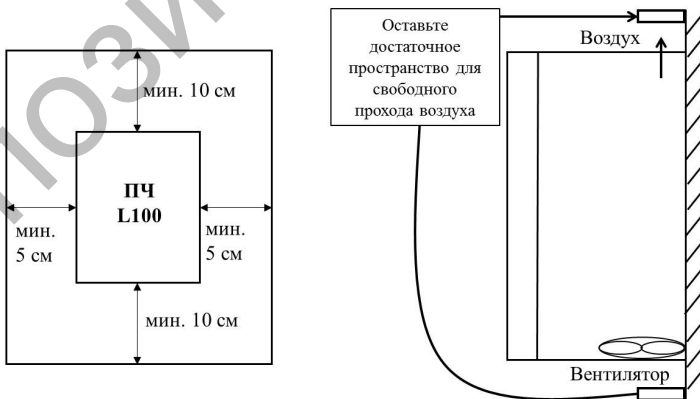 мин. 10 см
ПЧ
L100
мин.
5 см
мин.
5 см
мин. 10 см
Оставьте
достаточное
пространство для
свободного
прохода воздуха
Воздух
Вентилятор